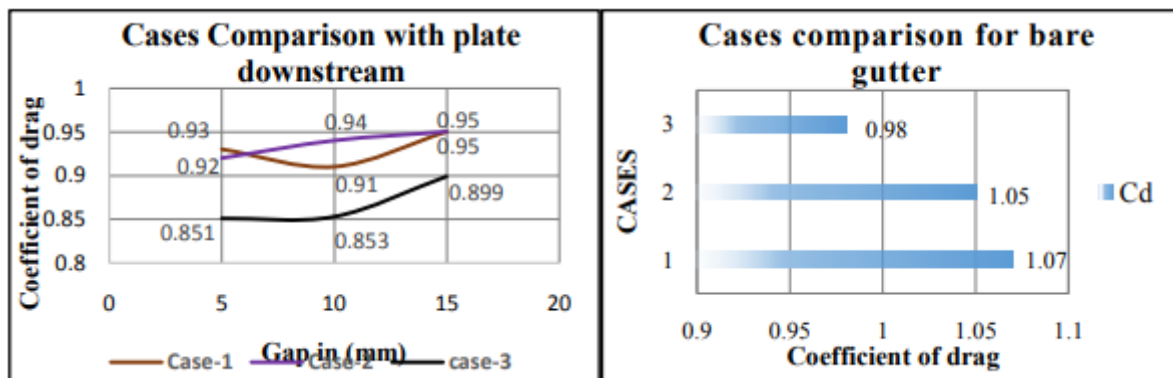 Cases Comparison with plate
downstream
Coefficient of drag
1
0.95
0.9
0.85
0.8
0.93
0.94
0.95
0.92
0.91
0.95
0.851
0.853
0.899
0
5
10
15
20
Gap in (mm)
Case-1
Case-2
case-3
Cases comparison for bare
gutter
CASES
3
2
1
0.98
1.05
1.07
Cd
0.9
0.95
1
1.05
1.1
Coefficient of drag